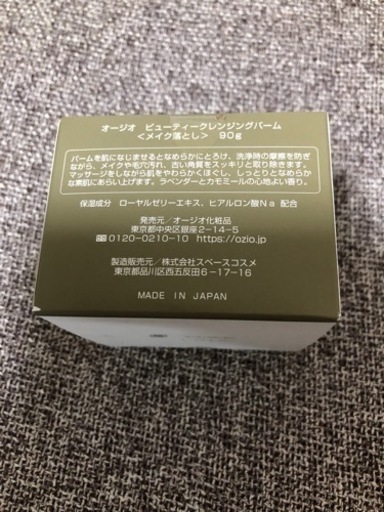 オージオ ビューティークレンジングバーム
<メイク落とし> 90g
バームを肌になじませるとなめらかにとろけ、洗浄時の摩擦を防ぎ
ながら、メイクや毛穴汚れ、古い角質をスッキリと取り除きます。
マッサージをしながら肌をやわらかくほぐし、しっとりとなめらか
な素肌にあらい上げます。ラベンダーとカモミールの心地よい香り。
保湿成分 ローヤルゼリーエキス、ヒアルロン酸Na 配合
発売元／オージオ化粧品
東京都中央区銀座2-14-5
0120-0210-10 https://ozio.jp
製造販売元／株式会社スペースコスメ
東京都品川区西五反田6-17-16
MADE IN JAPAN